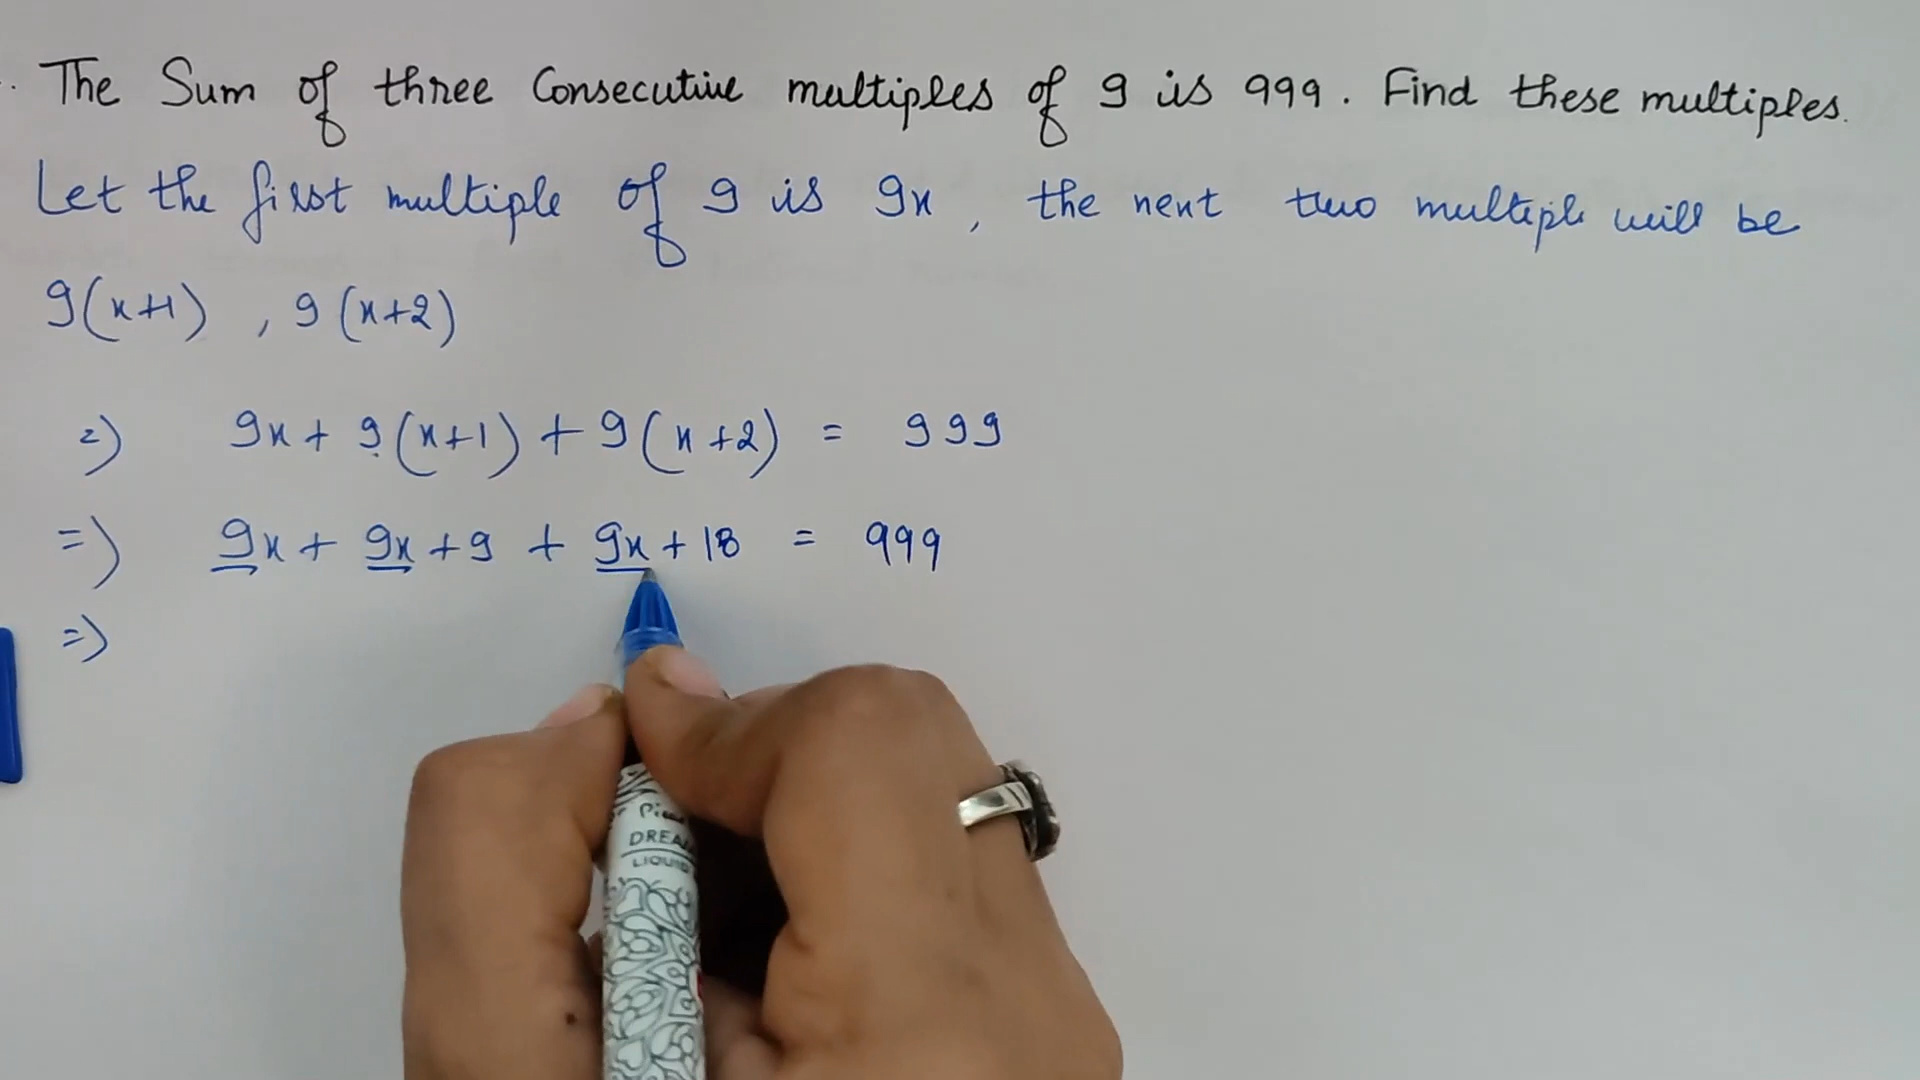 The Sum of three Consecutive multiples of 9 is 999. Find these multiples.
Let the first multiple of 9 is 9x, the next two multiple will be
9(x+1), 9(x+2)
=) 9x + 9(x+1) + 9(x+2) = 999
=) 9x + 9x + 9 + 9x + 18 = 999
=)
LIQUID